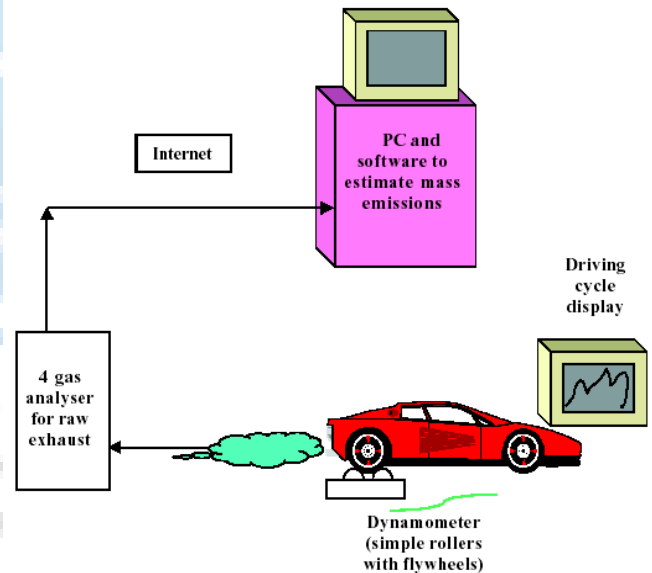 PC and
software to
estimate mass
emissions
Internet
Driving
cycle
display
4 gas
analyser
for raw
exhaust
Dynamometer
(simple rollers
with flywheels)